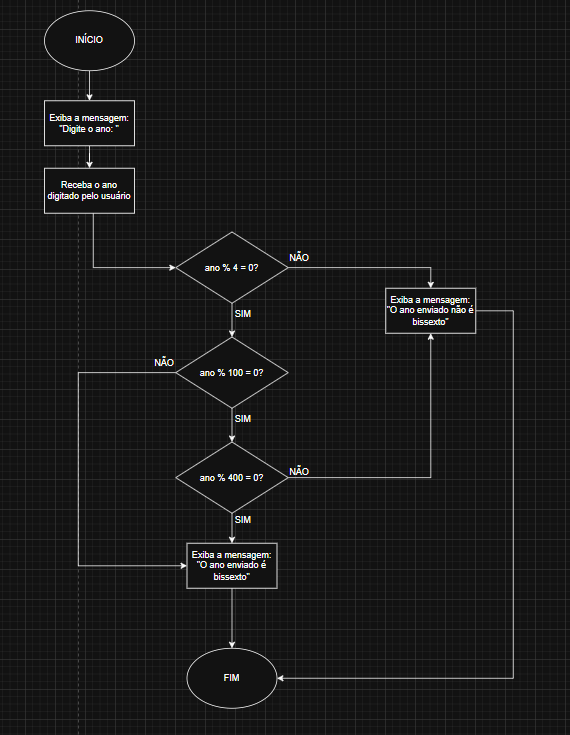 INÍCIO
Exiba a mensagem:
"Digite o ano: "
Receba o ano
digitado pelo usuário
ano % 4 = 0?
NÃO
SIM
Exiba a mensagem:
"O ano enviado não é
bissexto"
NÃO
ano % 100 = 0?
SIM
ano % 400 = 0?
NÃO
SIM
Exiba a mensagem:
"O ano enviado é
bissexto"
FIM